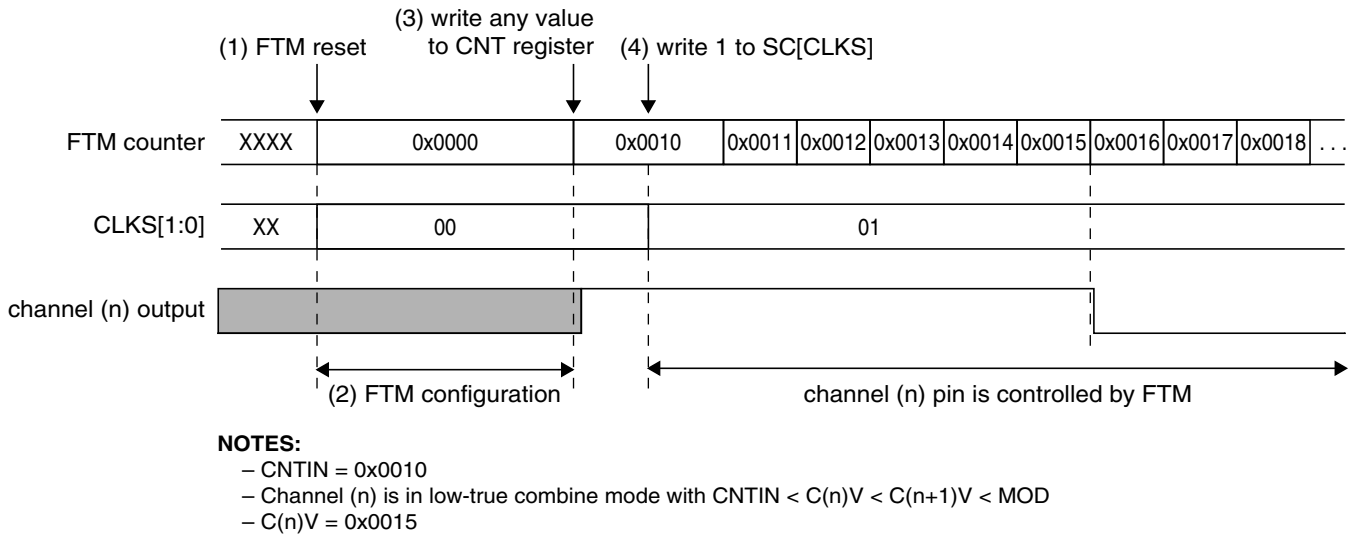 (1) FTM reset
(3) write any value
to CNT register
(4) write 1 to SC[CLKS]
FTM counter XXXX 0x0000 0x0010 0x0011 0x0012 0x0013 0x0014 0x0015 0x0016 0x0017 0x0018 . . .
CLKS[1:0] XX 00 01
channel (n) output
(2) FTM configuration
channel (n) pin is controlled by FTM
NOTES:
– CNTIN = 0x0010
– Channel (n) is in low-true combine mode with CNTIN < C(n)V < C(n+1)V < MOD
– C(n)V = 0x0015